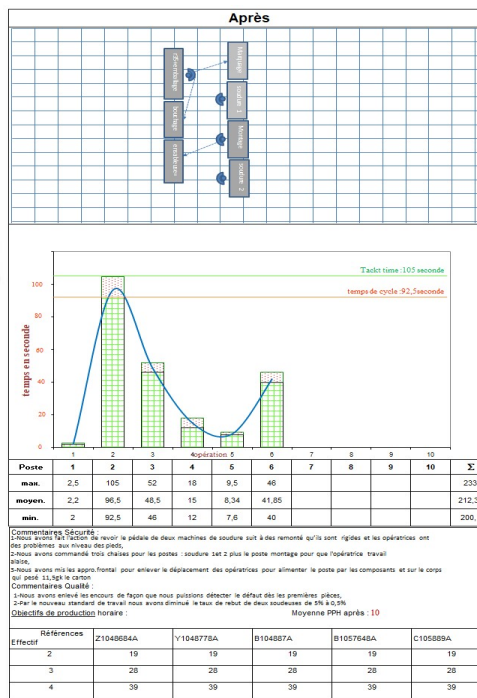 Après
Marquage
soudure 1
bouchage
Montage
soudure 2
Tackt time :105 seconde
temps de cycle :92,5seconde
temps en seconde
100
80
60
40
20
0
1 2 3 4 5 6 7 8 9 10
opération
Poste 1 2 3 4 5 6 7 8 9 10 Σ
max. 2,5 105 52 18 9,5 46 233
moyen. 2,2 96,5 48,5 15 8,34 41,85 212,3
min. 2 92,5 46 12 7,6 40 200,
Commentaires Sécurité :
1-Nous avons fait l'action de revoir le pédale de deux machines de soudure suit à des remonté qu'ils sont rigides et les opératrices ont
des problèmes aux niveau des pieds,
2-Nous avons commandé trois chaises pour les postes : soudure 1et 2 plus le poste montage pour que l'opératrice travail
alaise,
5-Nous avons mis les appro.frontal pour enlever le déplacement des opératrices pour alimenter le poste par les composants et sur le corps
qui pesé 11,5gk le carton
Commentaires Qualité :
1-Nous avons enlevé les encours de façon que nous puissions détecter le défaut dès les premières pièces,
2-Par le nouveau standard de travail nous avons diminué le taux de rebut de deux soudeuses de 5% à 0,5%
Objectifs de production horaire : Moyenne PPH après : 10
Références
Effectif
Z1048684A Y1048778A B104887A B1057648A C105889A
2 19 19 19 19 19
3 28 28 28 28 28
4 39 39 39 39 39